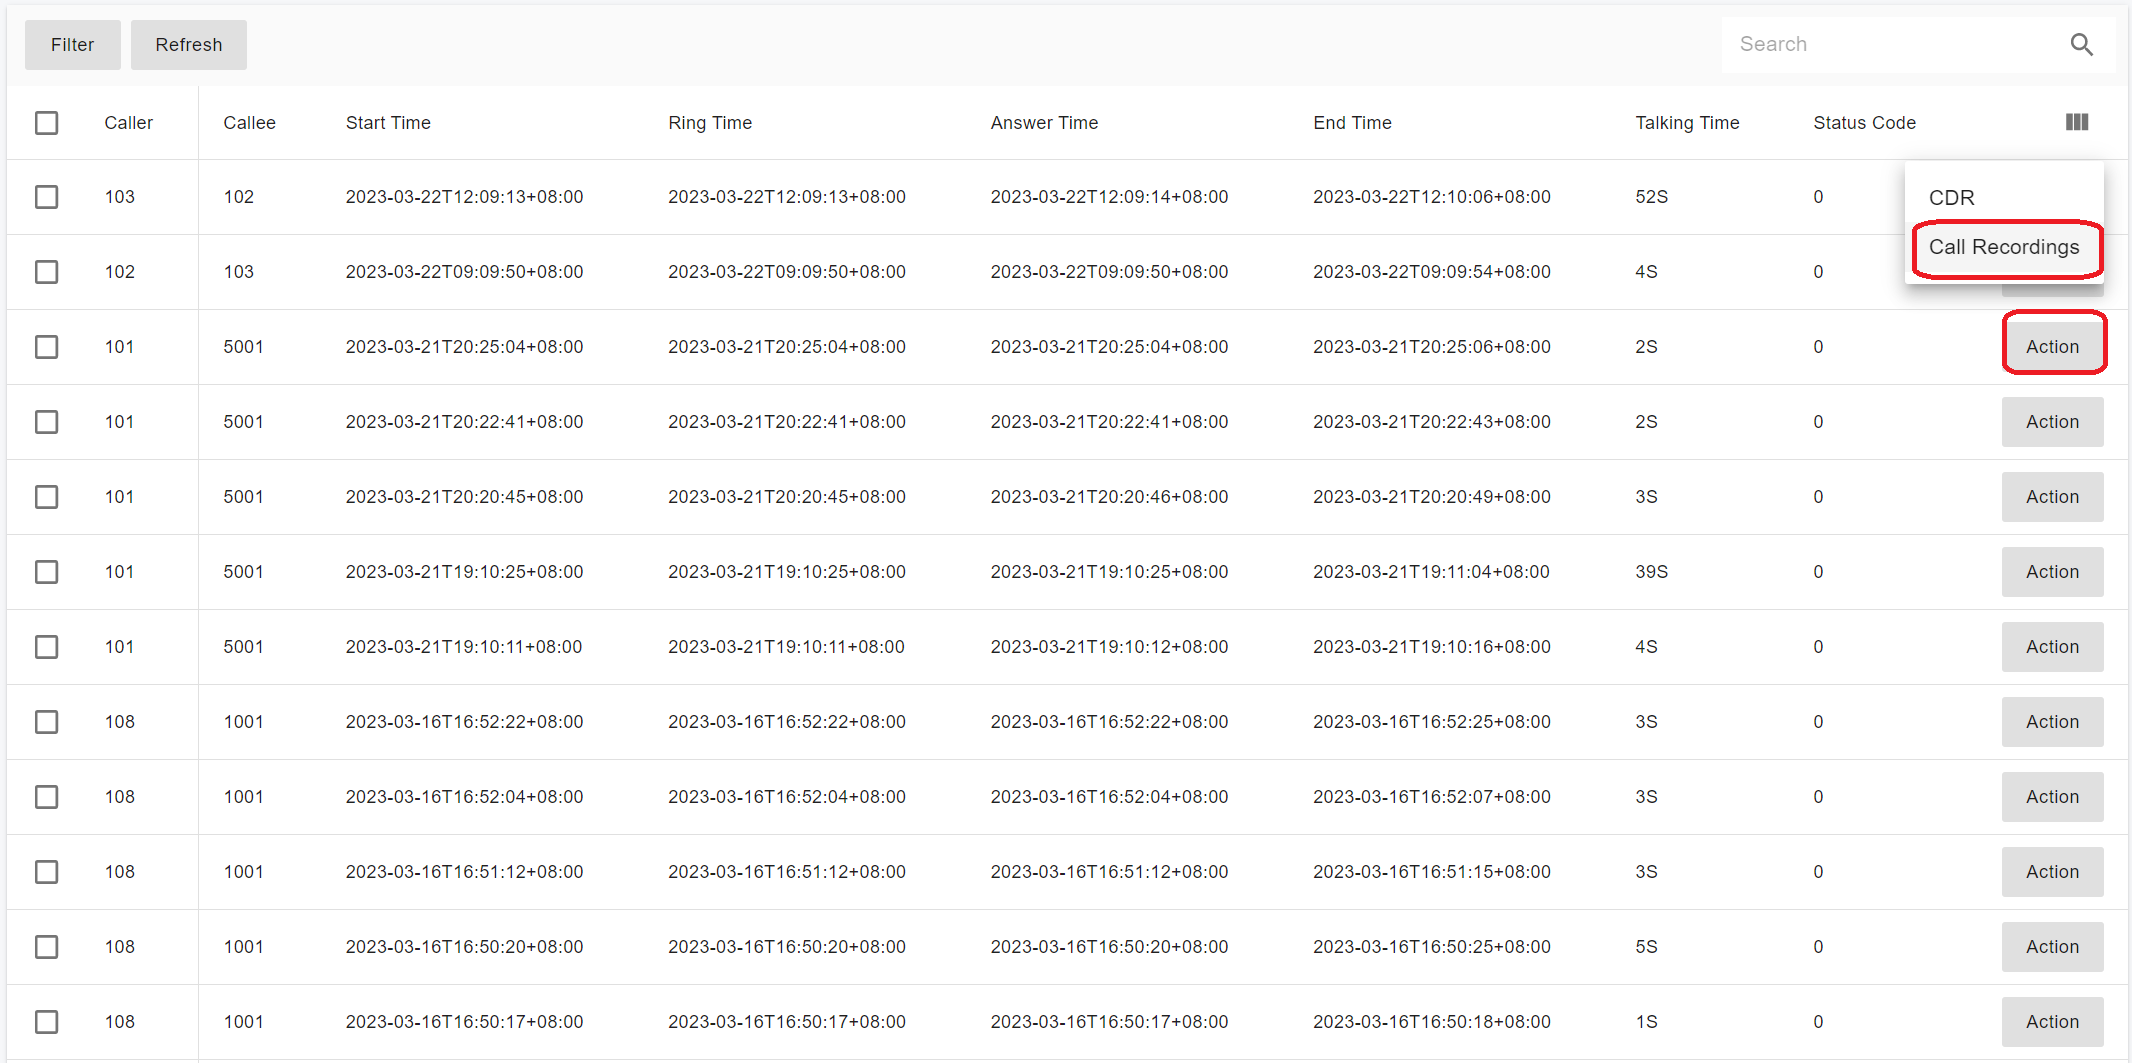 Filter Refresh Search
Caller Callee Start Time Ring Time Answer Time End Time Talking Time Status Code
103 102 2023-03-22T12:09:13+08:00 2023-03-22T12:09:13+08:00 2023-03-22T12:09:14+08:00 2023-03-22T12:10:06+08:00 52S 0 CDR
Call Recordings
102 103 2023-03-22T09:09:50+08:00 2023-03-22T09:09:50+08:00 2023-03-22T09:09:50+08:00 2023-03-22T09:09:54+08:00 4S 0
101 5001 2023-03-21T20:25:04+08:00 2023-03-21T20:25:04+08:00 2023-03-21T20:25:04+08:00 2023-03-21T20:25:06+08:00 2S 0 Action
101 5001 2023-03-21T20:22:41+08:00 2023-03-21T20:22:41+08:00 2023-03-21T20:22:41+08:00 2023-03-21T20:22:43+08:00 2S 0 Action
101 5001 2023-03-21T20:20:45+08:00 2023-03-21T20:20:45+08:00 2023-03-21T20:20:46+08:00 2023-03-21T20:20:49+08:00 3S 0 Action
101 5001 2023-03-21T19:10:25+08:00 2023-03-21T19:10:25+08:00 2023-03-21T19:10:25+08:00 2023-03-21T19:11:04+08:00 39S 0 Action
101 5001 2023-03-21T19:10:11+08:00 2023-03-21T19:10:11+08:00 2023-03-21T19:10:12+08:00 2023-03-21T19:10:16+08:00 4S 0 Action
108 1001 2023-03-16T16:52:22+08:00 2023-03-16T16:52:22+08:00 2023-03-16T16:52:22+08:00 2023-03-16T16:52:25+08:00 3S 0 Action
108 1001 2023-03-16T16:52:04+08:00 2023-03-16T16:52:04+08:00 2023-03-16T16:52:04+08:00 2023-03-16T16:52:07+08:00 3S 0 Action
108 1001 2023-03-16T16:51:12+08:00 2023-03-16T16:51:12+08:00 2023-03-16T16:51:12+08:00 2023-03-16T16:51:15+08:00 3S 0 Action
108 1001 2023-03-16T16:50:20+08:00 2023-03-16T16:50:20+08:00 2023-03-16T16:50:20+08:00 2023-03-16T16:50:25+08:00 5S 0 Action
108 1001 2023-03-16T16:50:17+08:00 2023-03-16T16:50:17+08:00 2023-03-16T16:50:17+08:00 2023-03-16T16:50:18+08:00 1S 0 Action